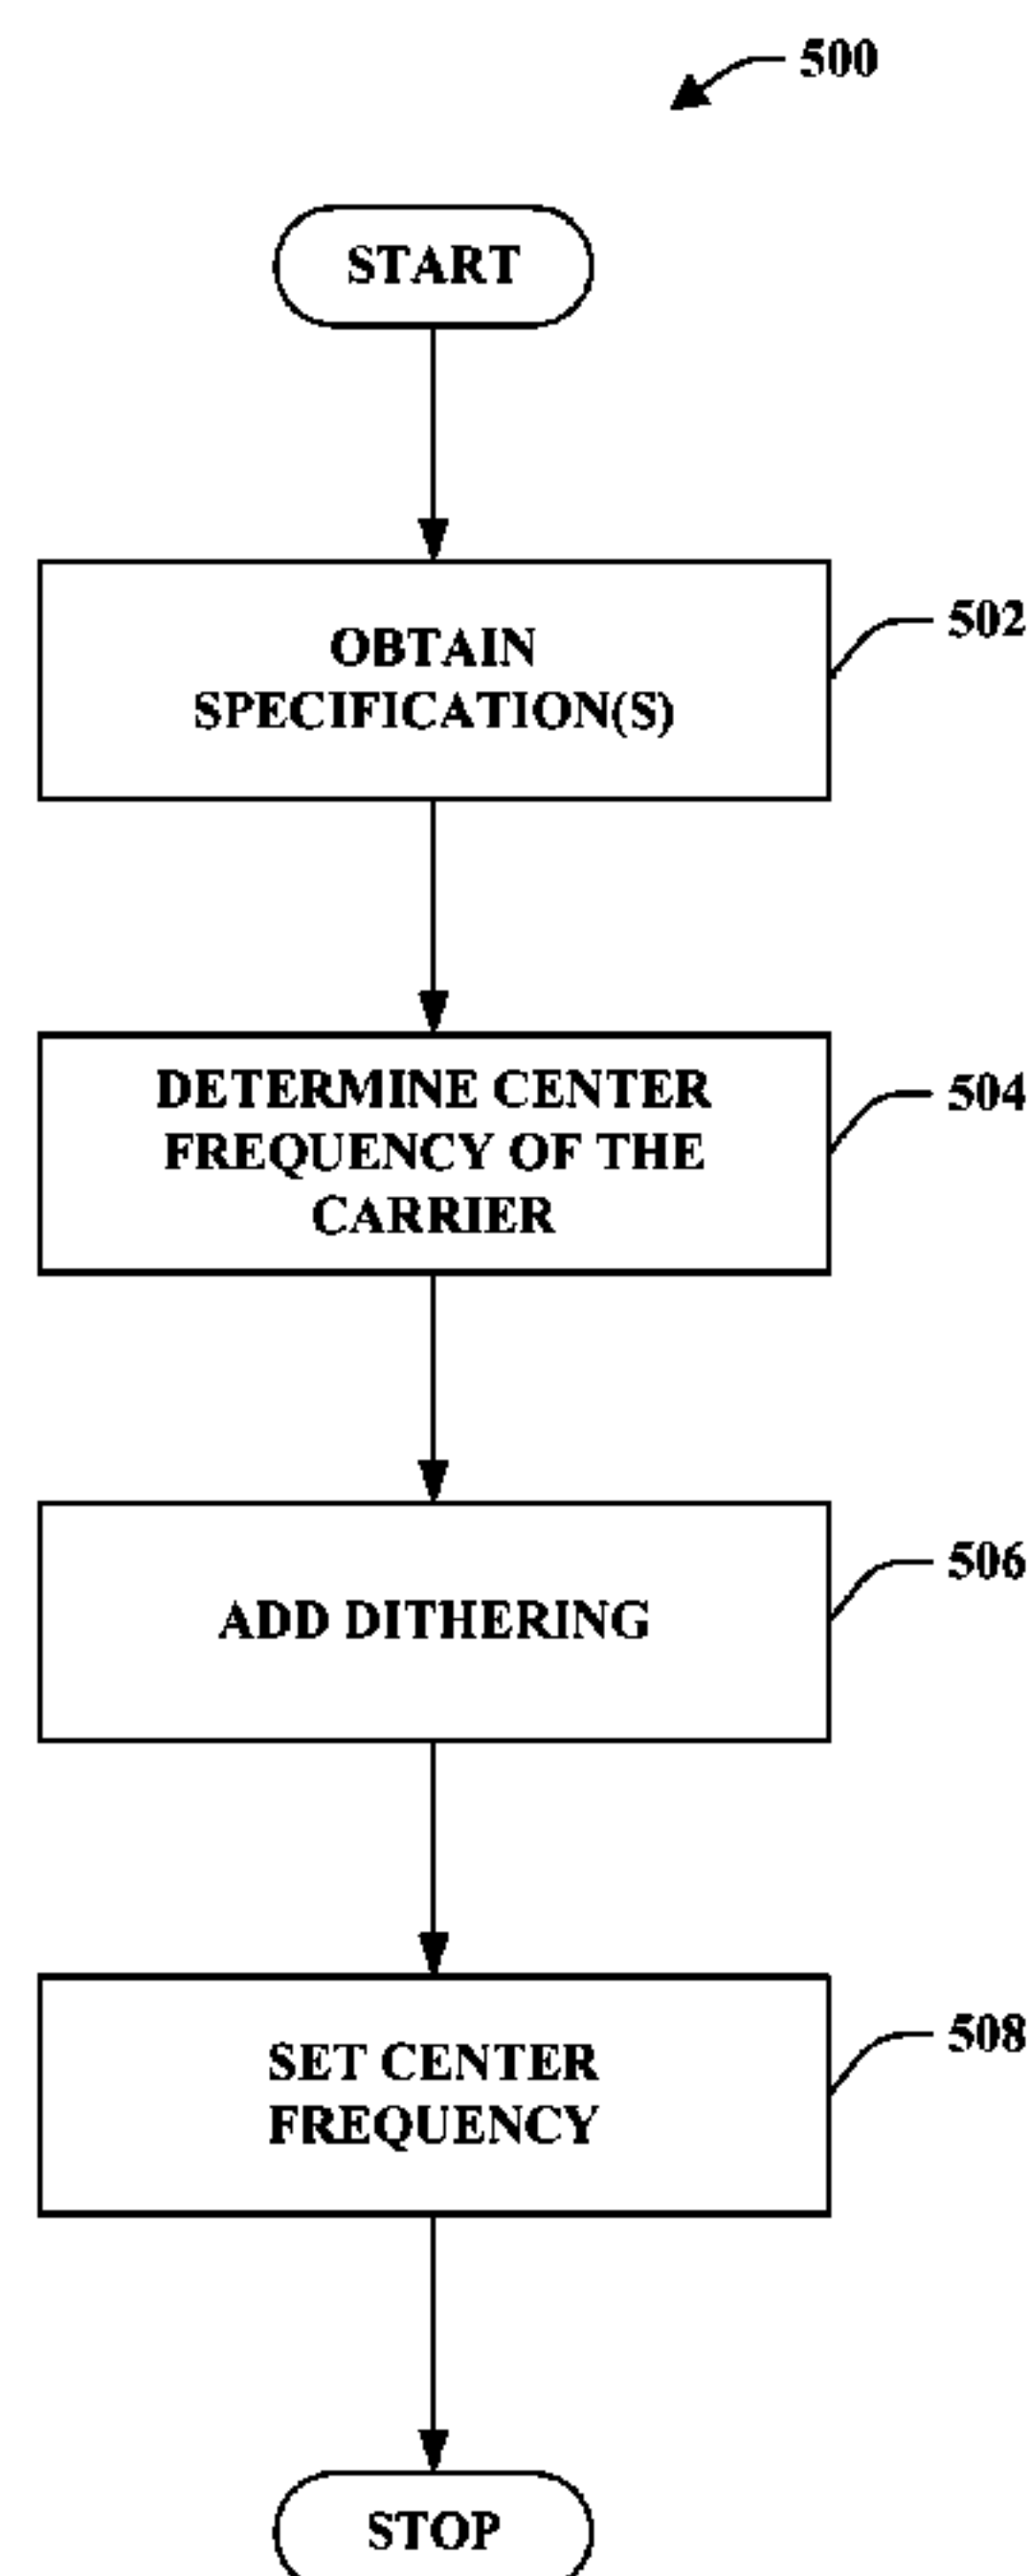 500
START
OBTAIN
SPECIFICATION(S)
502
DETERMINE CENTER
FREQUENCY OF THE
CARRIER
504
ADD DITHERING
506
SET CENTER
FREQUENCY
508
STOP